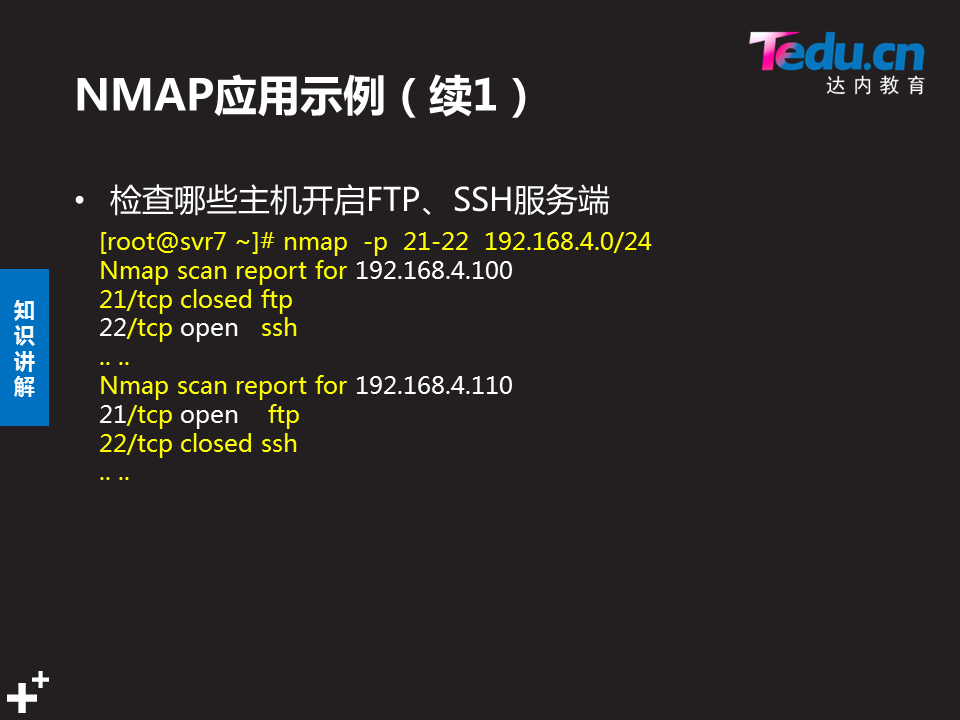 Tedu.cn
达内教育
NMAP应用示例（续1）
• 检查哪些主机开启FTP、SSH服务端
[root@svr7 ~]# nmap  -p  21-22  192.168.4.0/24
Nmap scan report for 192.168.4.100
21/tcp closed ftp
22/tcp open   ssh
.. ..
Nmap scan report for 192.168.4.110
21/tcp open    ftp
22/tcp closed ssh
.. ..
知
识
讲
解